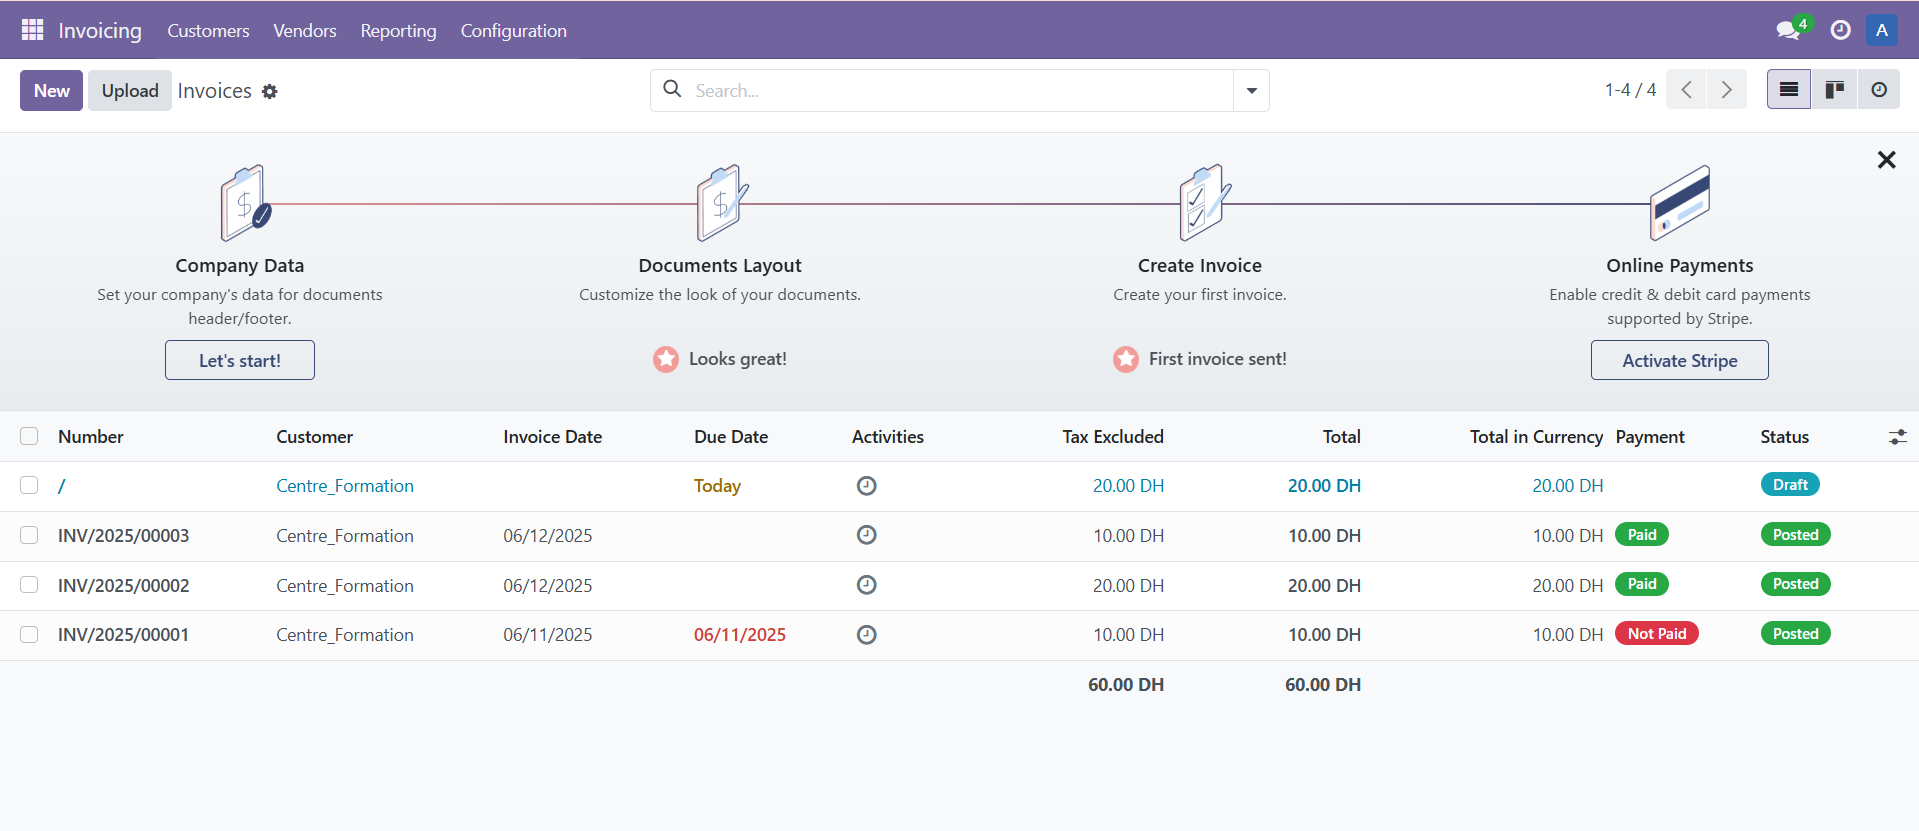 Invoicing Customers Vendors Reporting Configuration 4 A
New Upload Invoices Search... 1-4 / 4
Company Data Documents Layout Create Invoice Online Payments
Set your company's data for documents Customize the look of your documents. Create your first invoice. Enable credit & debit card payments
header/footer. supported by Stripe.
Let's start! Looks great! First invoice sent! Activate Stripe
Number Customer Invoice Date Due Date Activities Tax Excluded Total Total in Currency Payment Status
/ Centre_Formation Today 20.00 DH 20.00 DH 20.00 DH Draft
INV/2025/00003 Centre_Formation 06/12/2025 10.00 DH 10.00 DH 10.00 DH Paid Posted
INV/2025/00002 Centre_Formation 06/12/2025 20.00 DH 20.00 DH 20.00 DH Paid Posted
INV/2025/00001 Centre_Formation 06/11/2025 06/11/2025 10.00 DH 10.00 DH 10.00 DH Not Paid Posted
60.00 DH 60.00 DH